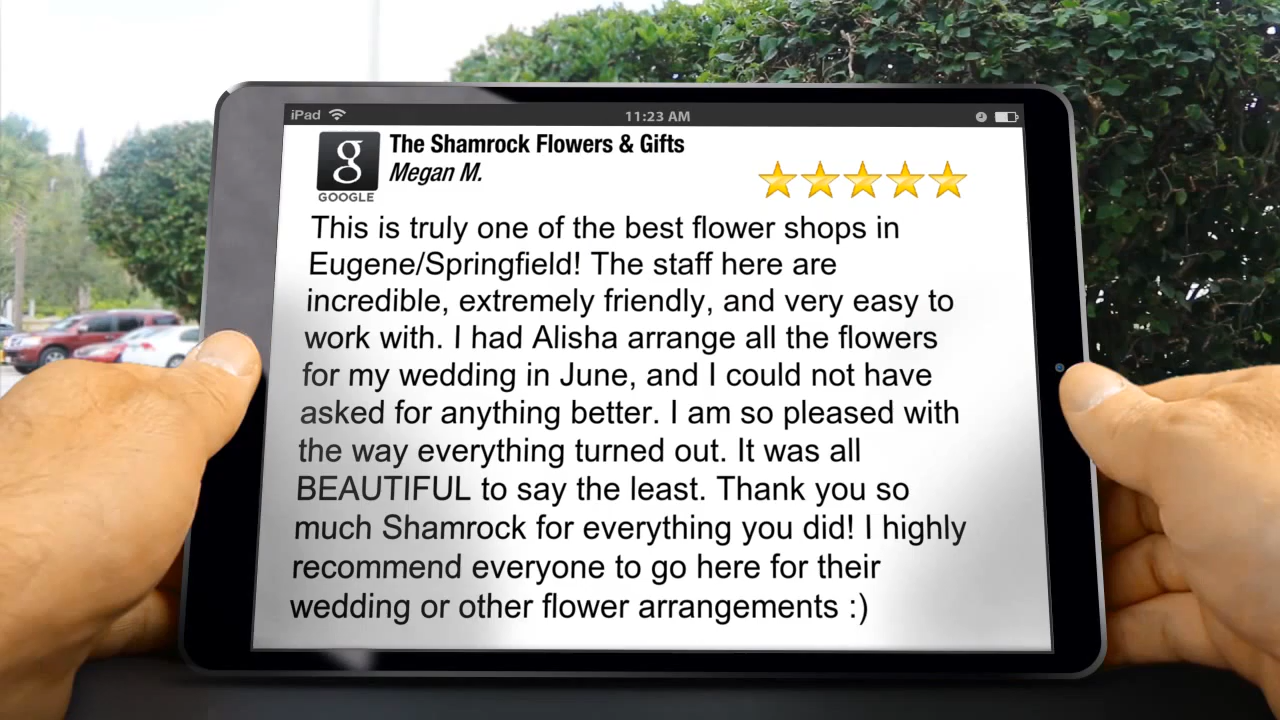 iPad 11:23 AM
g
GOOGLE
The Shamrock Flowers & Gifts
Megan M.
This is truly one of the best flower shops in
Eugene/Springfield! The staff here are
incredible, extremely friendly, and very easy to
work with. I had Alisha arrange all the flowers
for my wedding in June, and I could not have
asked for anything better. I am so pleased with
the way everything turned out. It was all
BEAUTIFUL to say the least. Thank you so
much Shamrock for everything you did! I highly
recommend everyone to go here for their
wedding or other flower arrangements :)